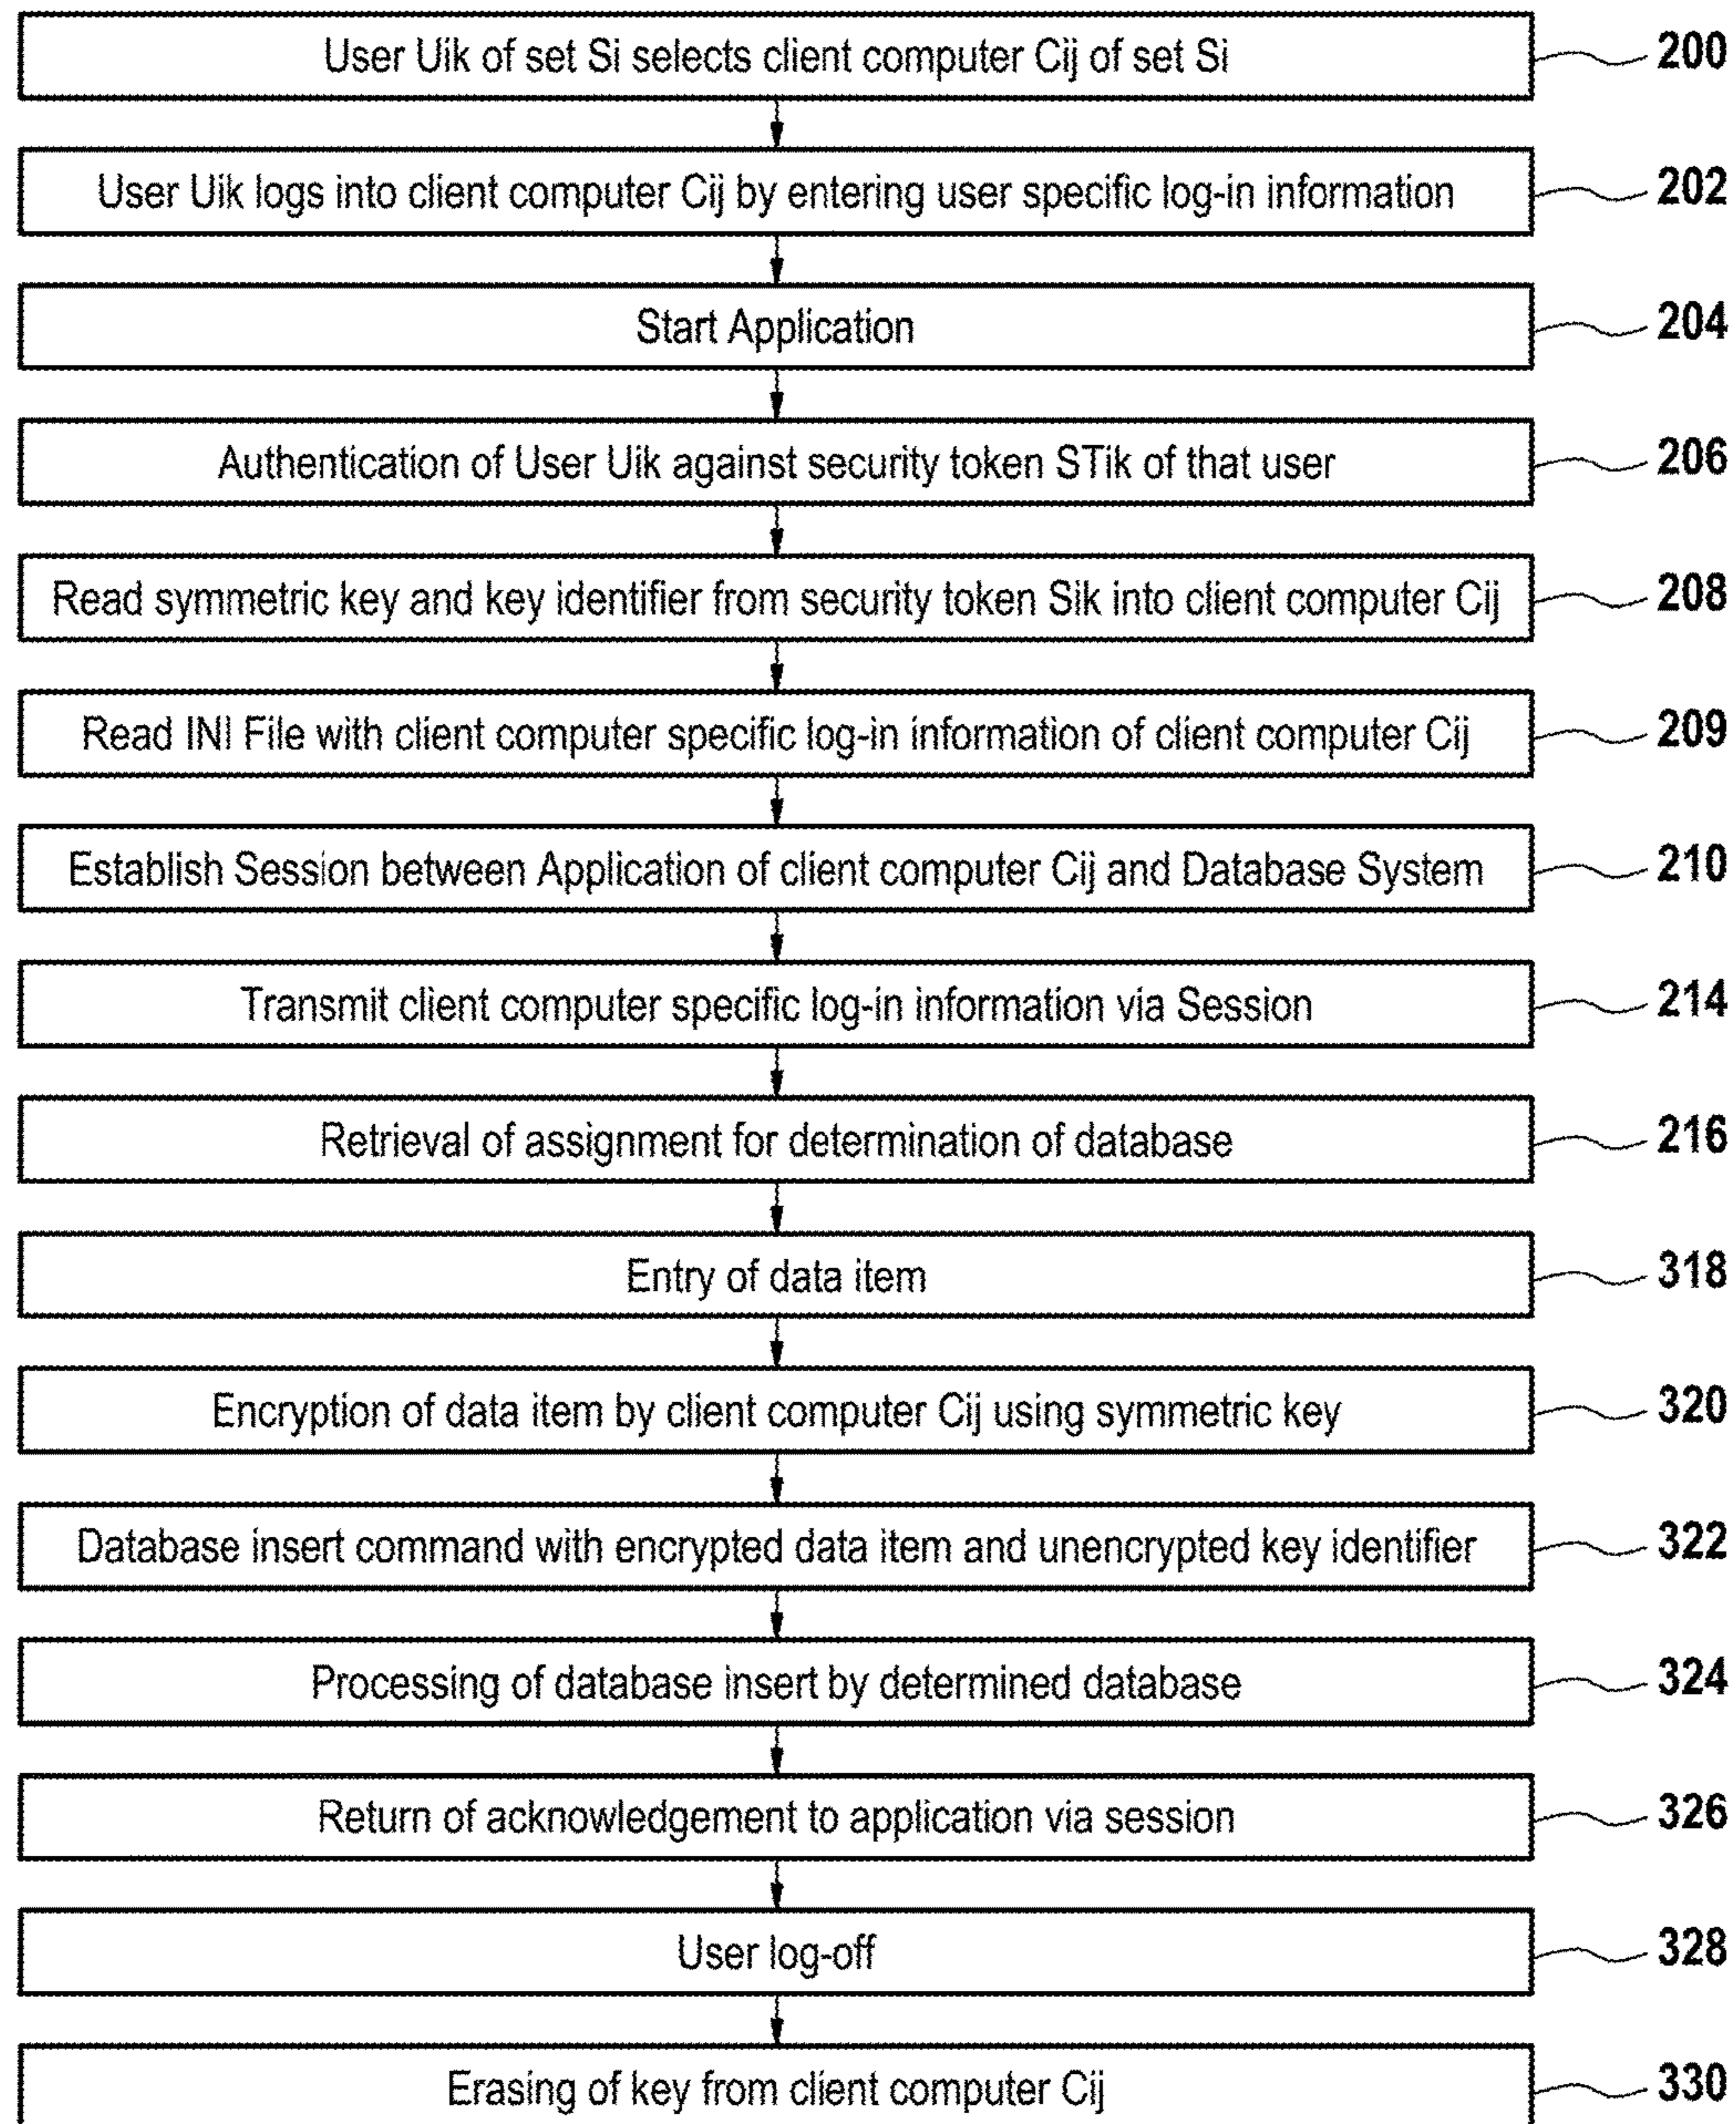 User Uik of set Si selects client computer Cij of set Si 200
User Uik logs into client computer Cij by entering user specific log-in information 202
Start Application 204
Authentication of User Uik against security token STik of that user 206
Read symmetric key and key identifier from security token Sik into client computer Cij 208
Read INI File with client computer specific log-in information of client computer Cij 209
Establish Session between Application of client computer Cij and Database System 210
Transmit client computer specific log-in information via Session 214
Retrieval of assignment for determination of database 216
Entry of data item 318
Encryption of data item by client computer Cij using symmetric key 320
Database insert command with encrypted data item and unencrypted key identifier 322
Processing of database insert by determined database 324
Return of acknowledgement to application via session 326
User log-off 328
Erasing of key from client computer Cij 330